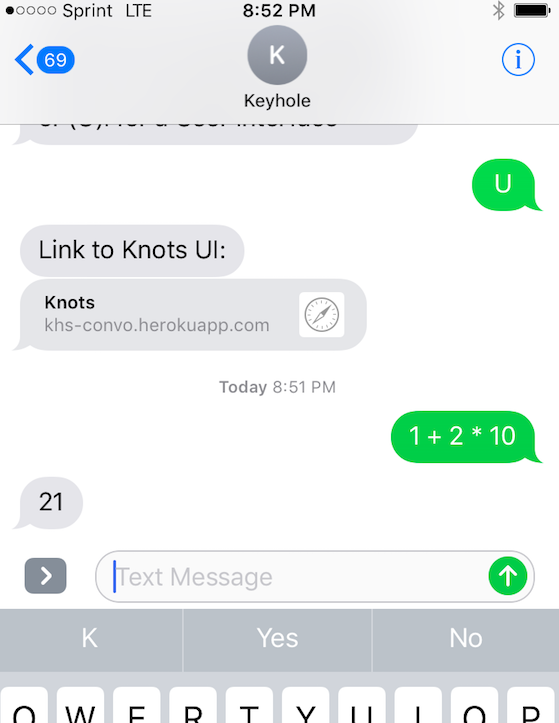 Sprint LTE 8:52 PM
69
K
Keyhole
U
Link to Knots UI:
Knots
khs-convo.herokuapp.com
Today 8:51 PM
1 + 2 * 10
21
Text Message
K Yes No
Q W E R T Y U I O P